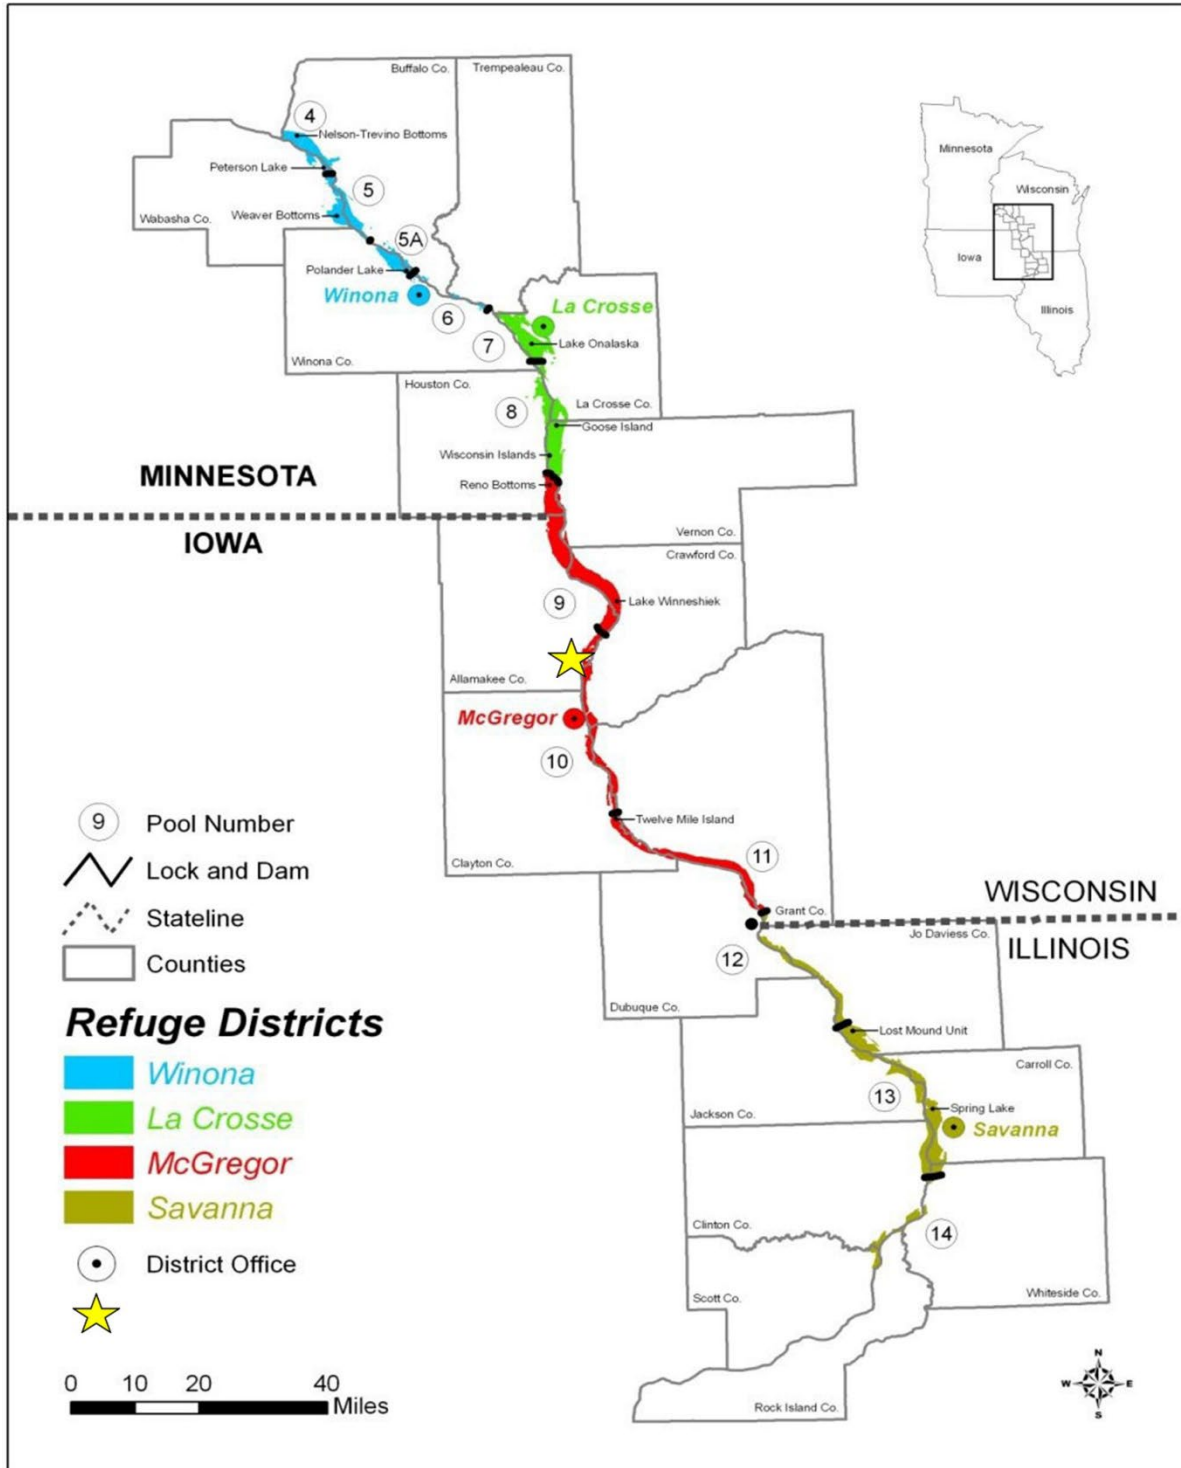 Buffalo Co.
Trempealeau Co.
4
Nelson-Trevino Bottoms
Minnesota
Peterson Lake
Wisconsin
5
Wabasha Co.
Weaver Bottoms
5A
Iowa
Polander Lake
Winona
La Crosse
Illinois
6
7
Lake Onalaska
Winona Co.
Houston Co.
8
La Crosse Co.
Goose Island
Wisconsin Islands
MINNESOTA
Reno Bottoms
Vernon Co.
IOWA
Crawford Co.
9
Lake Winneshiek
Allamakee Co.
McGregor
10
9 Pool Number
Twelve Mile Island
11
Clayton Co.
Lock and Dam
WISCONSIN
Grant Co.
Stateline
Jo Daviess Co.
ILLINOIS
12
Counties
Dubuque Co.
Refuge Districts
Lost Mound Unit
Carroll Co.
Winona
13
Spring Lake
La Crosse
Jackson Co.
Savanna
McGregor
Savanna
Clinton Co.
14
District Office
Scott Co.
Whiteside Co.
N
W E
S
0 10 20 40
Miles
Rock Island Co.